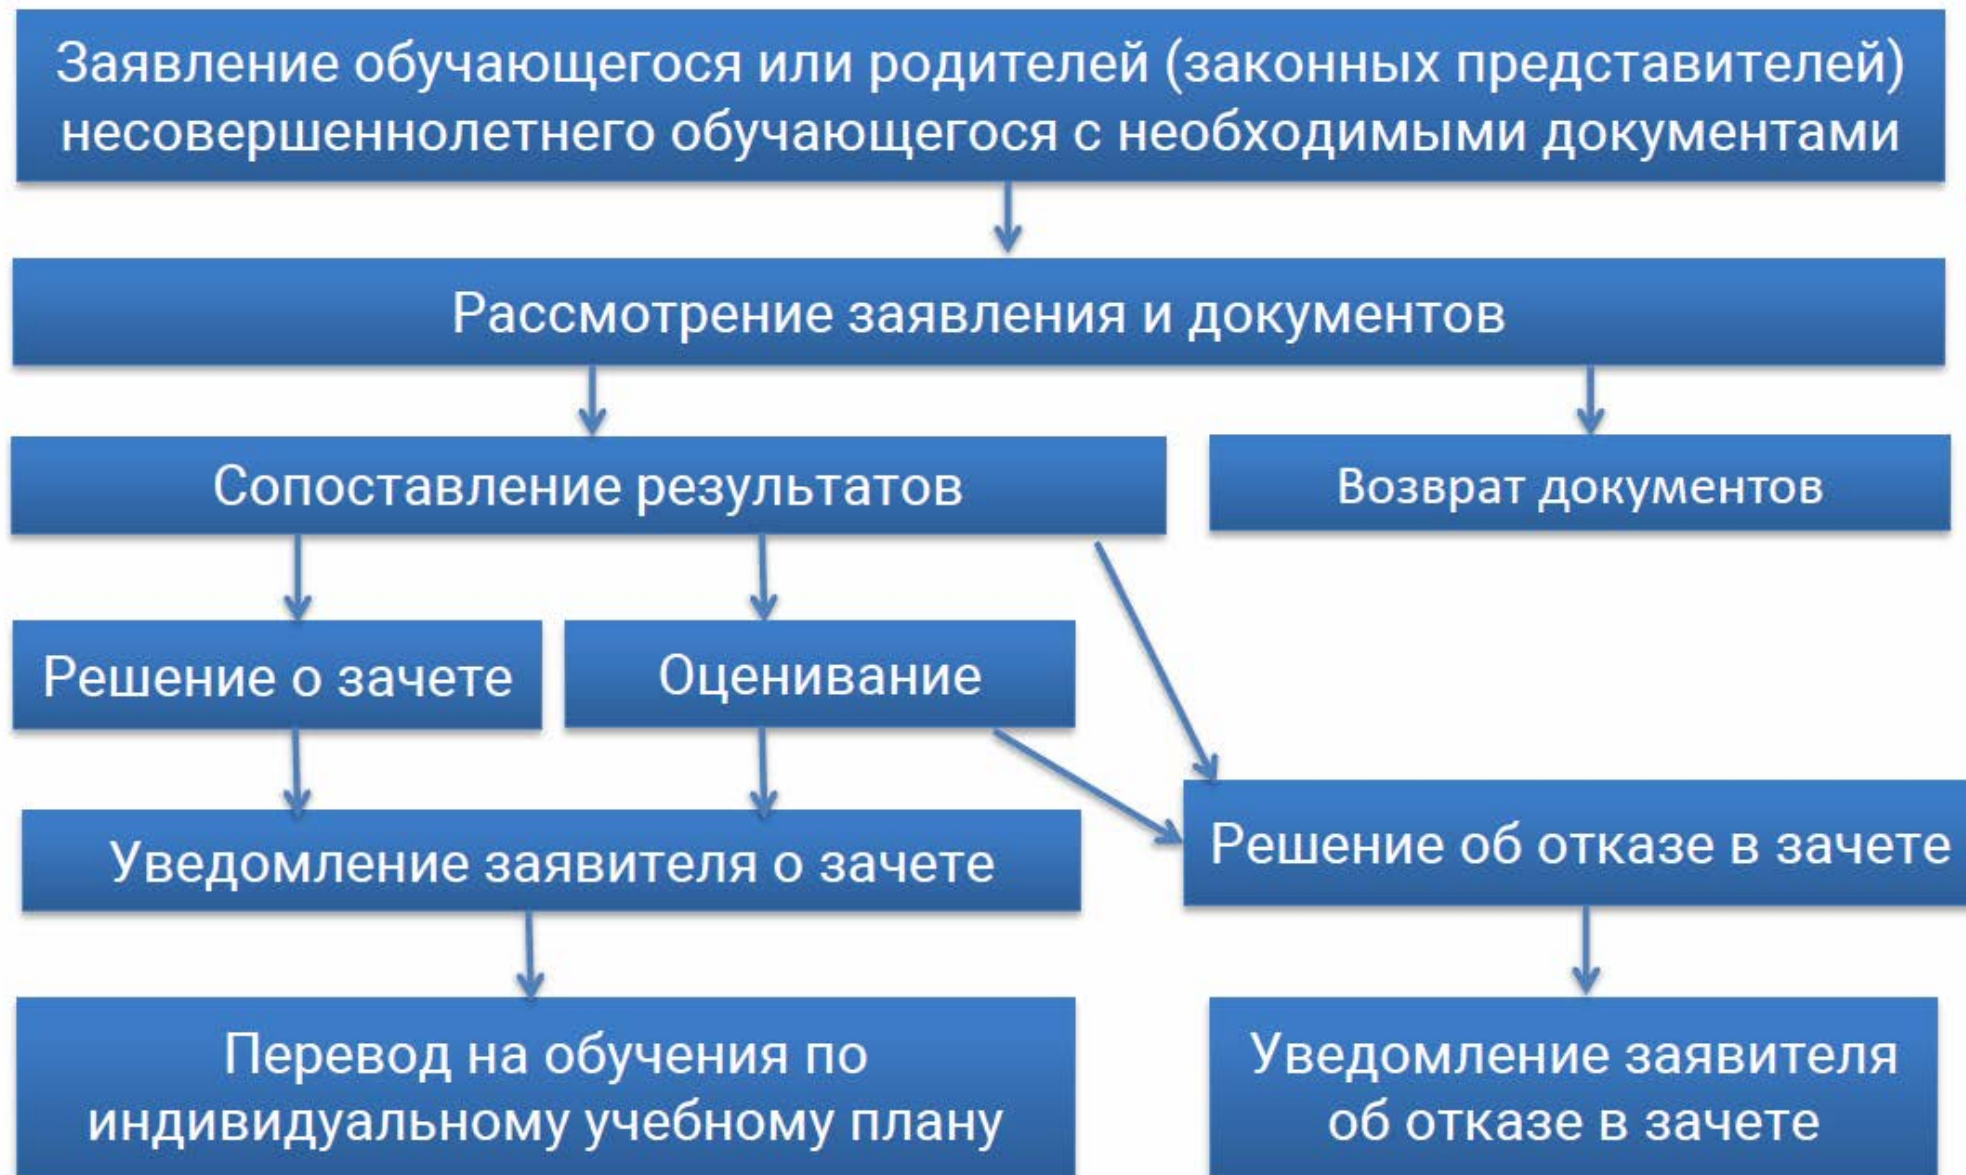 Заявление обучающегося или родителей (законных представителей)
несовершеннолетнего обучающегося с необходимыми документами
Рассмотрение заявления и документов
Сопоставление результатов
Возврат документов
Решение о зачете
Оценивание
Уведомление заявителя о зачете
Решение об отказе в зачете
Перевод на обучения по
индивидуальному учебному плану
Уведомление заявителя
об отказе в зачете